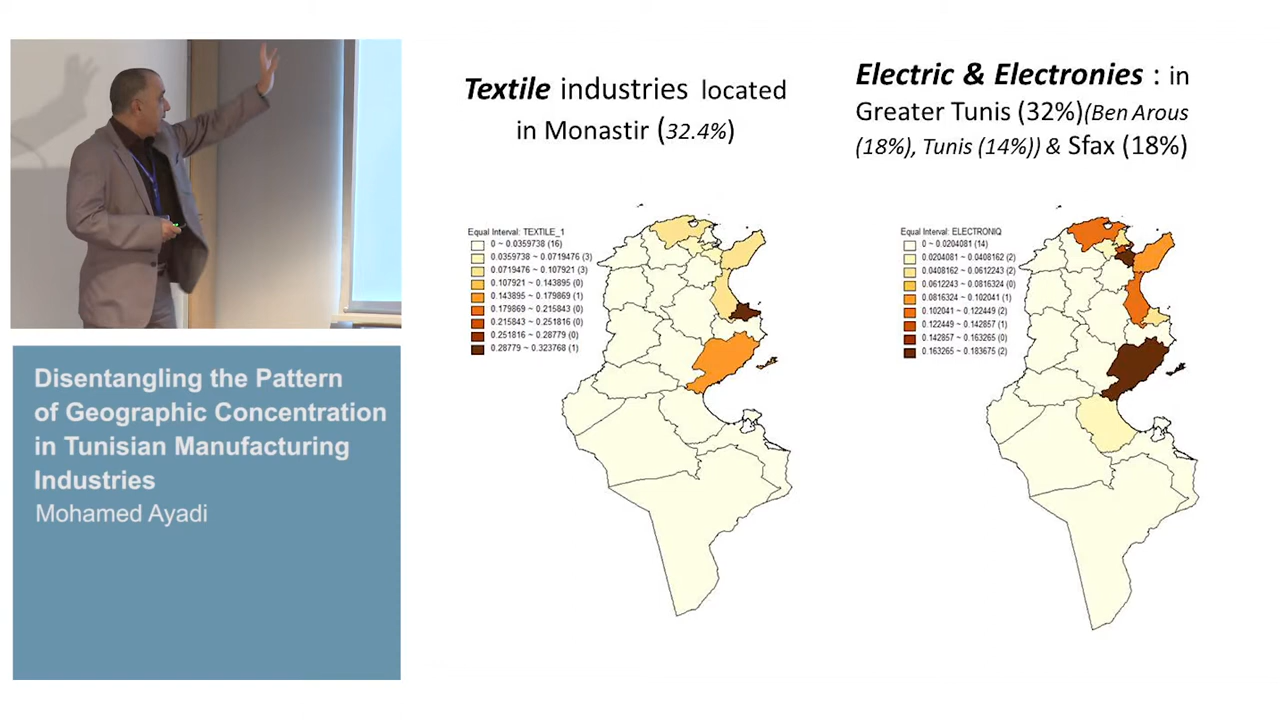 Disentangling the Pattern
of Geographic Concentration
in Tunisian Manufacturing
Industries
Mohamed Ayadi
Textile industries located
in Monastir (32.4%)
Equal Interval: TEXTILE_1
0 ~ 0.0359738 (16)
0.0359738 ~ 0.0719476 (3)
0.0719476 ~ 0.107921 (3)
0.107921 ~ 0.143895 (0)
0.143895 ~ 0.179869 (1)
0.179869 ~ 0.215843 (0)
0.215843 ~ 0.251816 (0)
0.251816 ~ 0.28779 (0)
0.28779 ~ 0.323768 (1)
Electric & Electronies : in
Greater Tunis (32%)(Ben Arous
(18%), Tunis (14%)) & Sfax (18%)
Equal Interval: ELECTRONIQ
0 ~ 0.0204081 (14)
0.0204081 ~ 0.0408162 (2)
0.0408162 ~ 0.0612243 (2)
0.0612243 ~ 0.0816324 (0)
0.0816324 ~ 0.102041 (1)
0.102041 ~ 0.122449 (2)
0.122449 ~ 0.142857 (1)
0.142857 ~ 0.163265 (0)
0.163265 ~ 0.183675 (2)